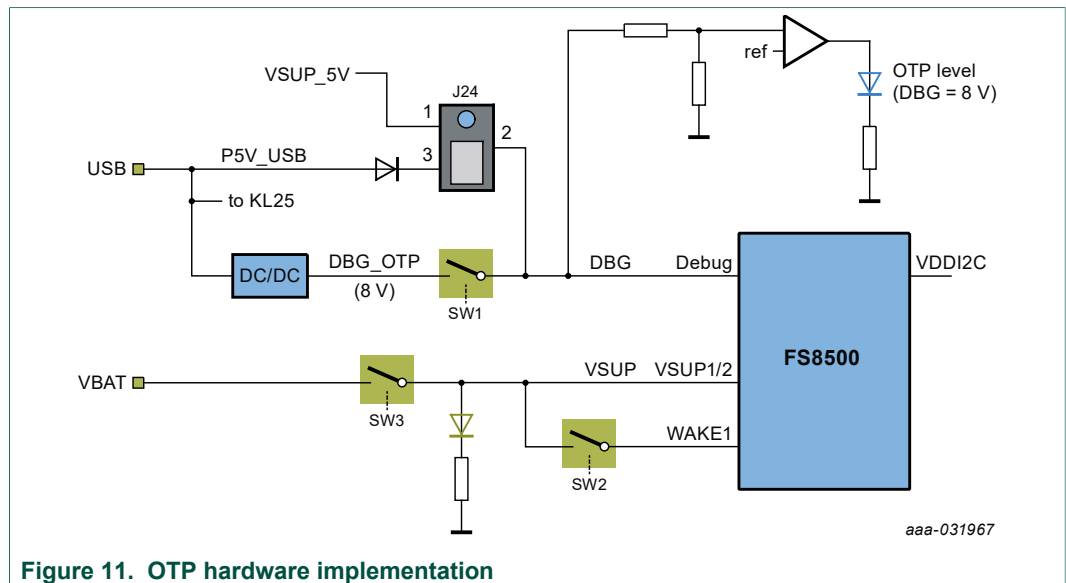 ref
OTP level
(DBG = 8 V)
VSUP_5V
J24
1
2
3
USB
P5V_USB
to KL25
DC/DC
DBG_OTP
(8 V)
SW1
DBG
Debug
VDDI2C
FS8500
VBAT
SW3
VSUP
VSUP1/2
SW2
WAKE1
aaa-031967
Figure 11. OTP hardware implementation